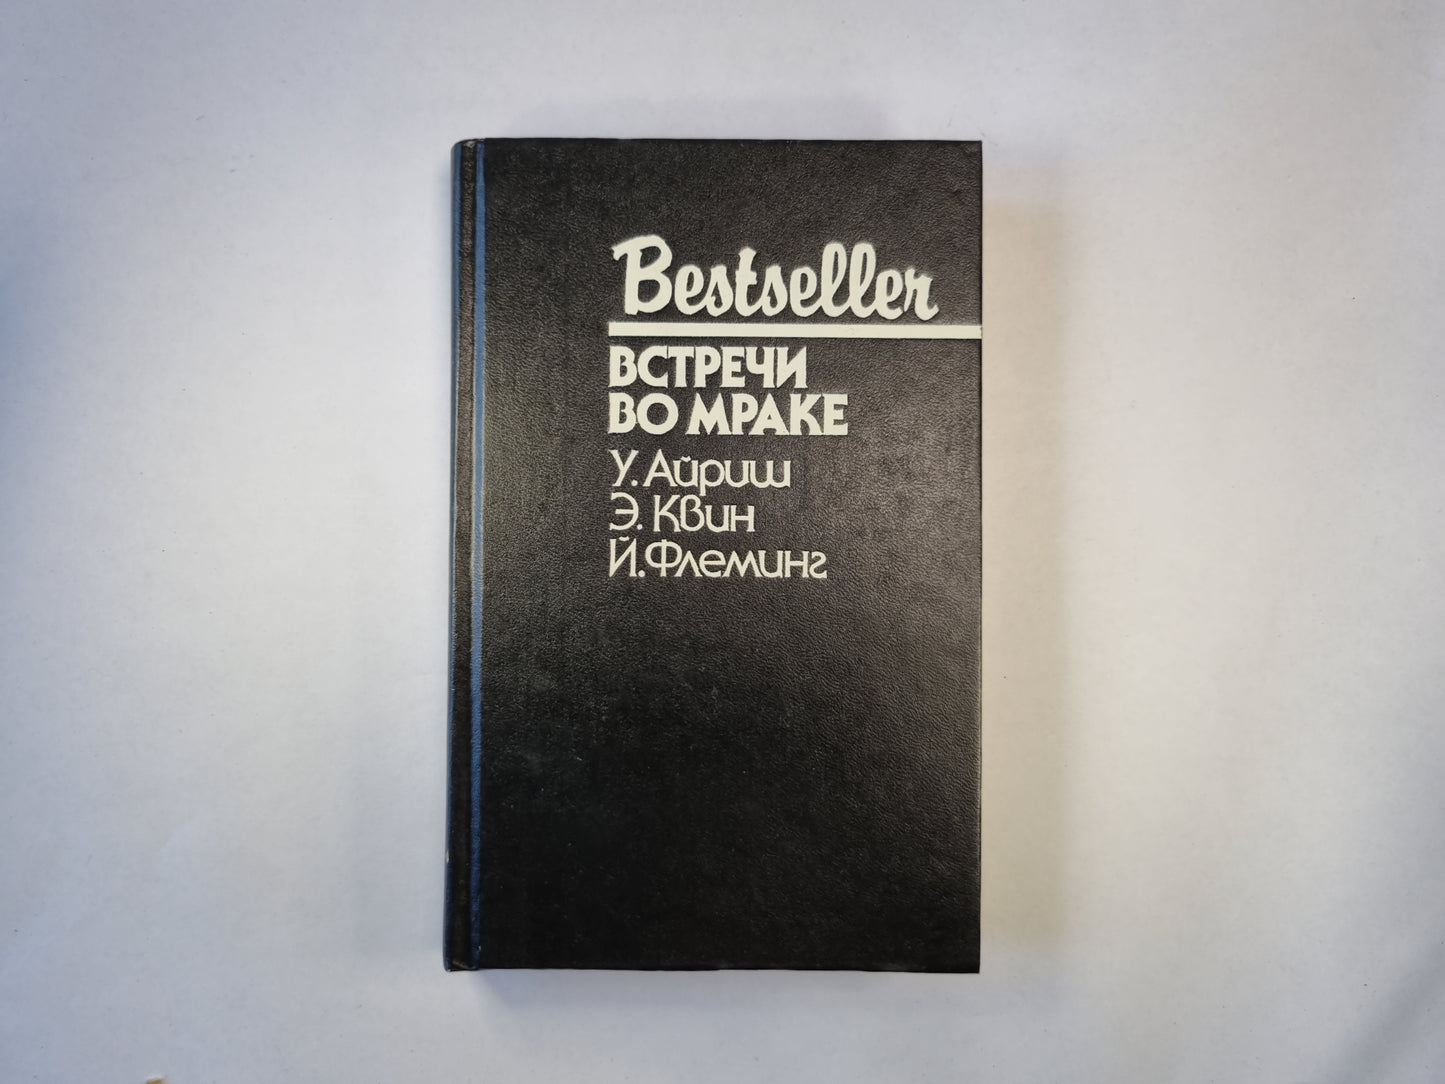 Bestseller
ВСТРЕЧИ
ВО МРАКЕ
У. Айриш
Э. Квин
Й. Флеминг